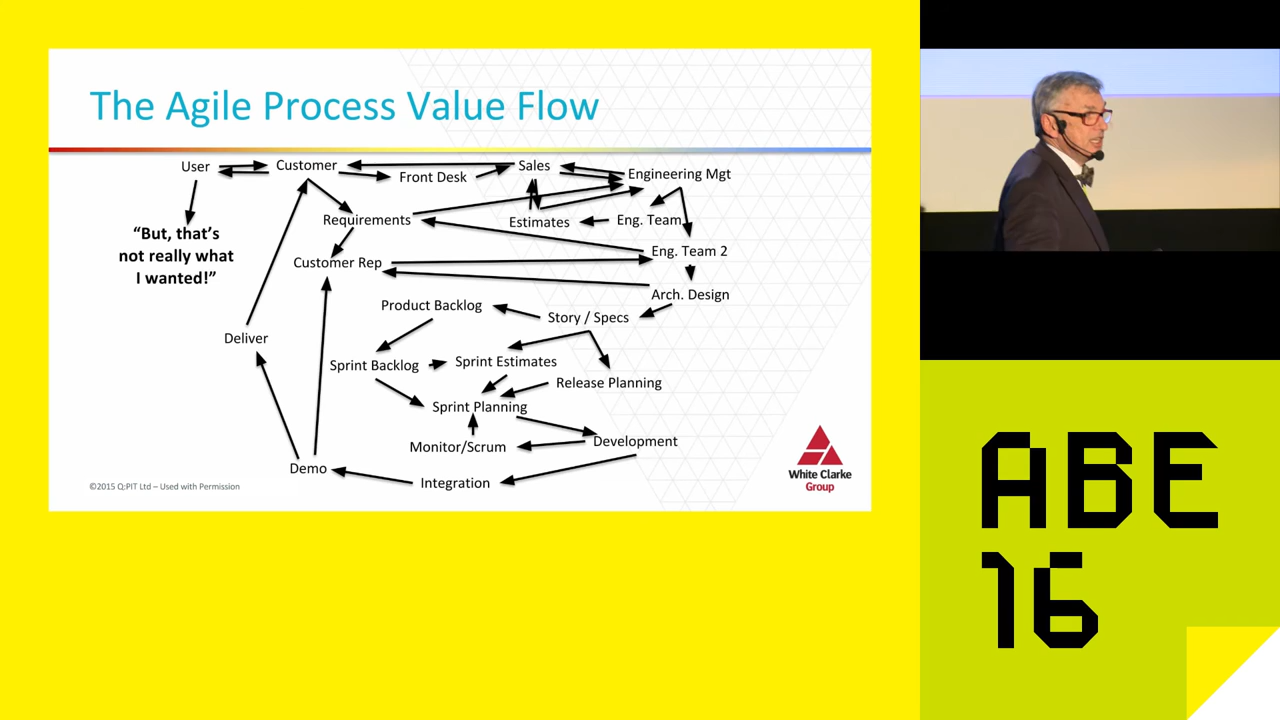 The Agile Process Value Flow
User
Customer
Front Desk
Sales
Engineering Mgt
Requirements
Estimates
Eng. Team
“But, that’s
not really what
I wanted!”
Customer Rep
Eng. Team 2
Arch. Design
Product Backlog
Story / Specs
Deliver
Sprint Backlog
Sprint Estimates
Release Planning
Sprint Planning
Monitor/Scrum
Development
Demo
Integration
©2015 Q:PIT Ltd – Used with Permission
White Clarke
Group
ABE
16